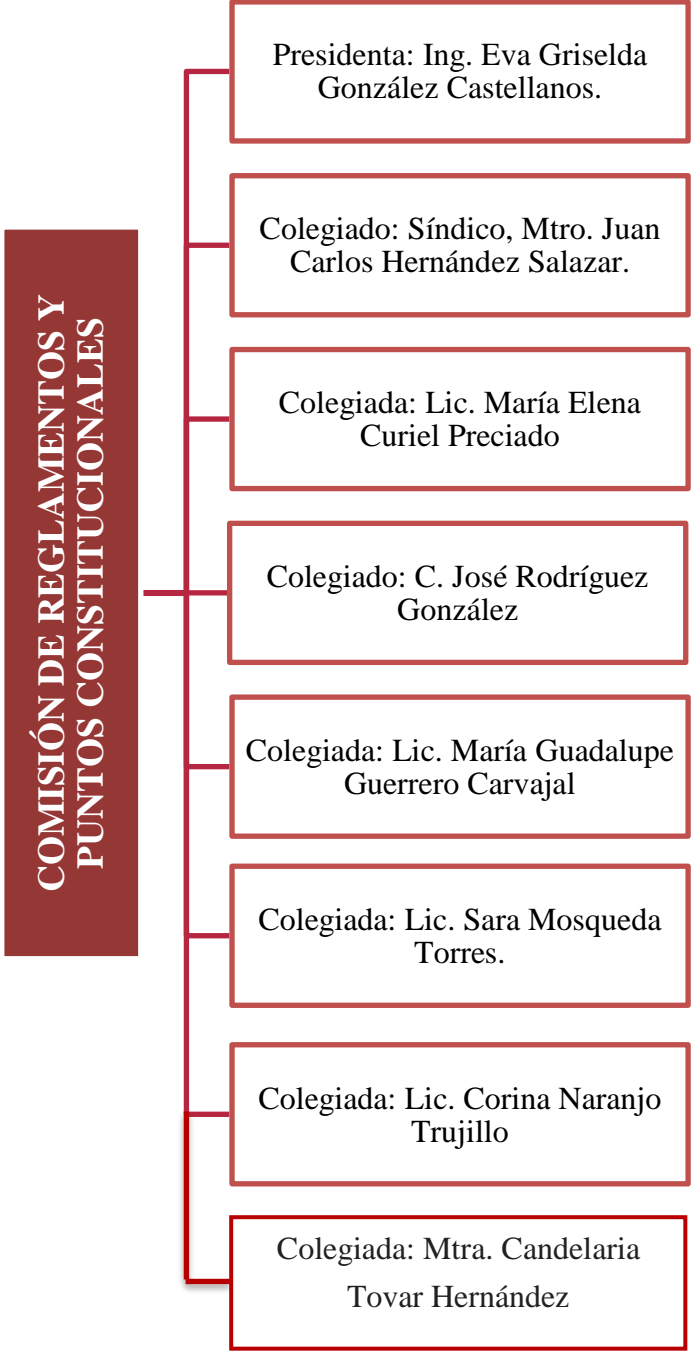 COMISIÓN DE REGLAMENTOS Y
PUNTOS CONSTITUCIONALES
Presidenta: Ing. Eva Griselda
González Castellanos.
Colegiado: Síndico, Mtro. Juan
Carlos Hernández Salazar.
Colegiada: Lic. María Elena
Curiel Preciado
Colegiado: C. José Rodríguez
González
Colegiada: Lic. María Guadalupe
Guerrero Carvajal
Colegiada: Lic. Sara Mosqueda
Torres.
Colegiada: Lic. Corina Naranjo
Trujillo
Colegiada: Mtra. Candelaria
Tovar Hernández